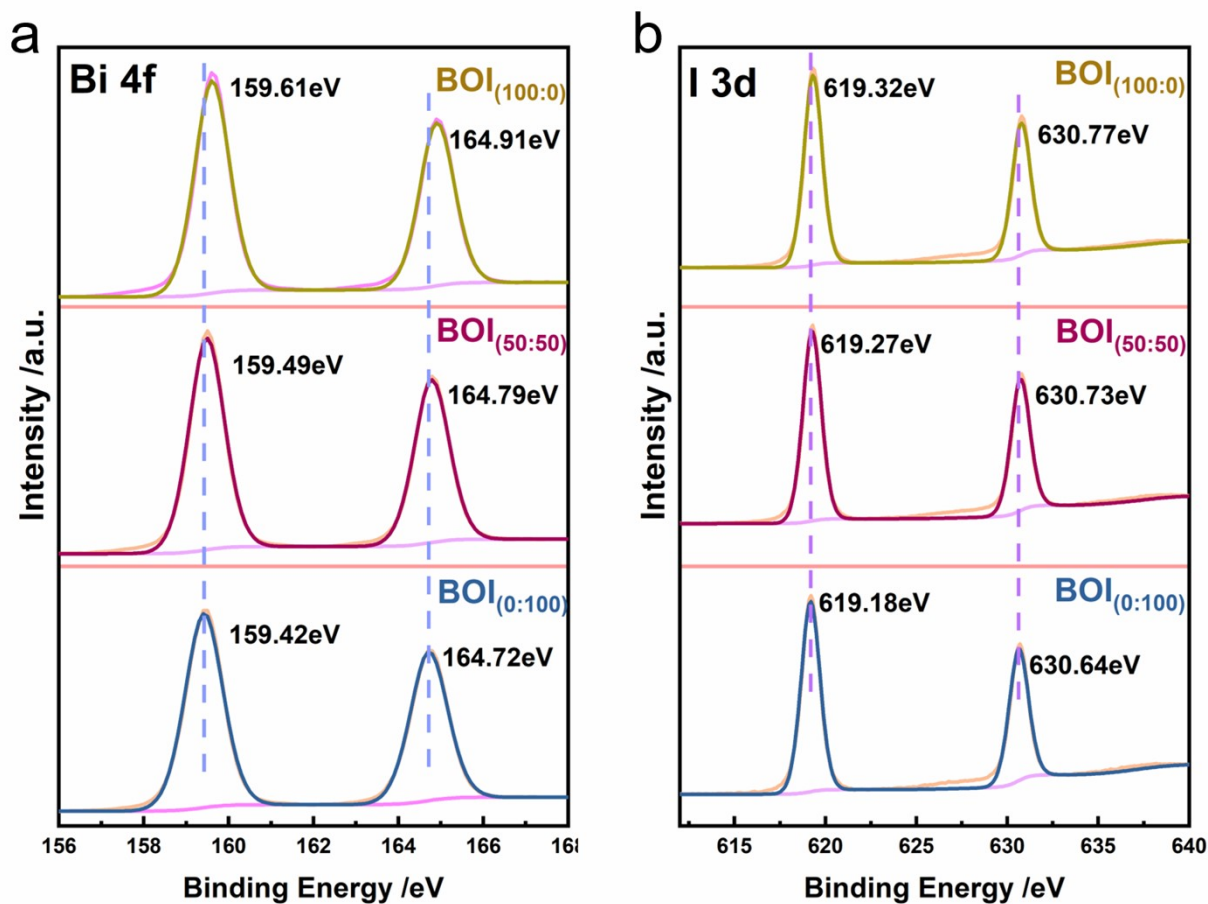 a
Bi 4f
159.61eV
BOI(100:0)
164.91eV
159.49eV
BOI(50:50)
164.79eV
159.42eV
BOI(0:100)
164.72eV
Intensity /a.u.
156 158 160 162 164 166 168
Binding Energy /eV
b
I 3d
619.32eV
BOI(100:0)
630.77eV
619.27eV
BOI(50:50)
630.73eV
619.18eV
BOI(0:100)
630.64eV
Intensity /a.u.
615 620 625 630 635 640
Binding Energy /eV